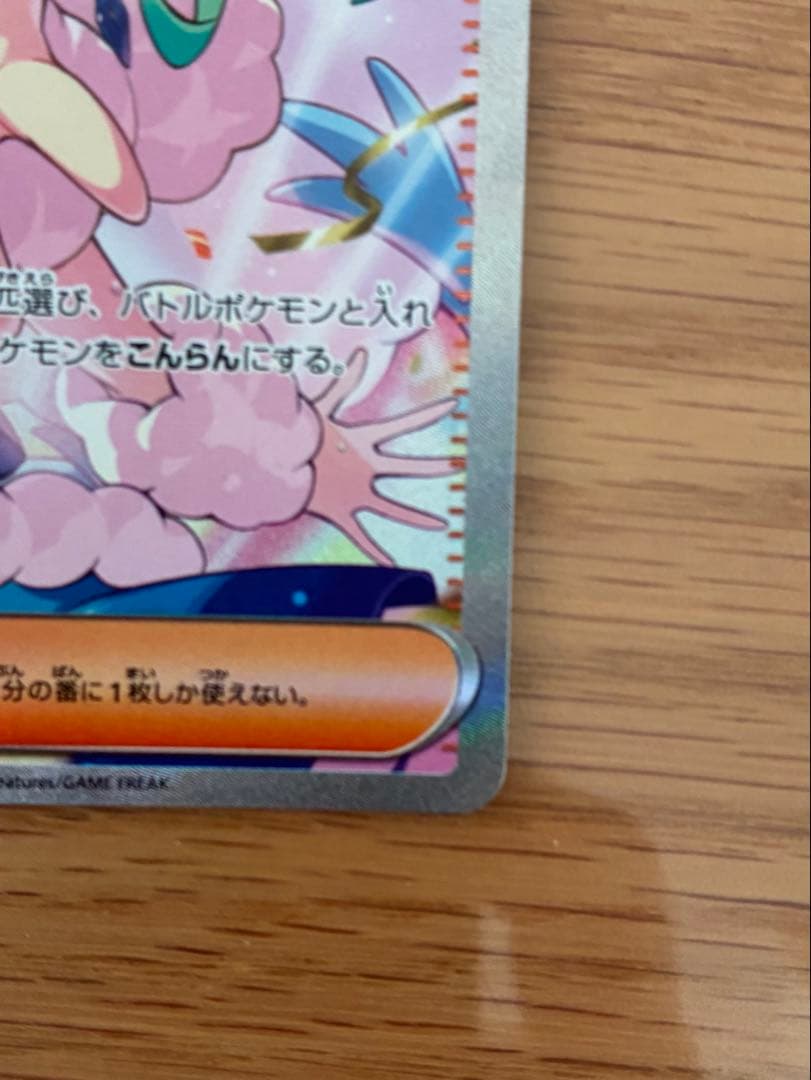 匹選び、バトルポケモンと入れ
ケモンをこんらんにする。
分の番に1枚しか使えない。
eatures/GAME FREAK